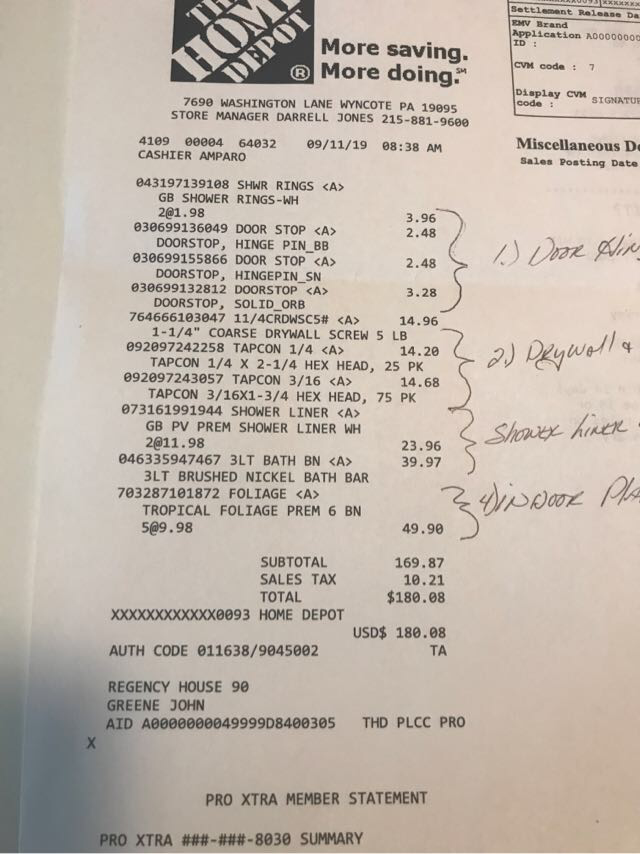 THE
HOME
DEPOT
®
More saving.
More doing.℠
7690 WASHINGTON LANE WYNCOTE PA 19095
STORE MANAGER DARRELL JONES 215-881-9600
4109 00004 64032 09/11/19 08:38 AM
CASHIER AMPARO
043197139108 SHWR RINGS <A>
GB SHOWER RINGS-WH
2@1.98 3.96
030699136049 DOOR STOP <A> 2.48
DOORSTOP, HINGE PIN_BB
030699155866 DOOR STOP <A> 2.48
DOORSTOP, HINGEPIN_SN
030699132812 DOORSTOP <A> 3.28
DOORSTOP, SOLID_ORB
764666103047 11/4CRDWSC5# <A> 14.96
1-1/4" COARSE DRYWALL SCREW 5 LB
092097242258 TAPCON 1/4 <A> 14.20
TAPCON 1/4 X 2-1/4 HEX HEAD, 25 PK
092097243057 TAPCON 3/16 <A> 14.68
TAPCON 3/16X1-3/4 HEX HEAD, 75 PK
073161991944 SHOWER LINER <A>
GB PV PREM SHOWER LINER WH
2@11.98 23.96
046335947467 3LT BATH BN <A> 39.97
3LT BRUSHED NICKEL BATH BAR
703287101872 FOLIAGE <A>
TROPICAL FOLIAGE PREM 6 BN
5@9.98 49.90
SUBTOTAL 169.87
SALES TAX 10.21
TOTAL $180.08
XXXXXXXXXXXX0093 HOME DEPOT
USD$ 180.08
AUTH CODE 011638/9045002 TA
REGENCY HOUSE 90
GREENE JOHN
AID A0000000049999D8400305 THD PLCC PRO
X
PRO XTRA MEMBER STATEMENT
PRO XTRA ###-###-8030 SUMMARY
1.) Door
2.) Drywall &
Shower Liner
4) INDOOR
Settlement Release Da
EMV Brand
Application A00000000
ID :
CVM code : 7
Display CVM SIGNATUR
code :
Miscellaneous D
Sales Posting Date